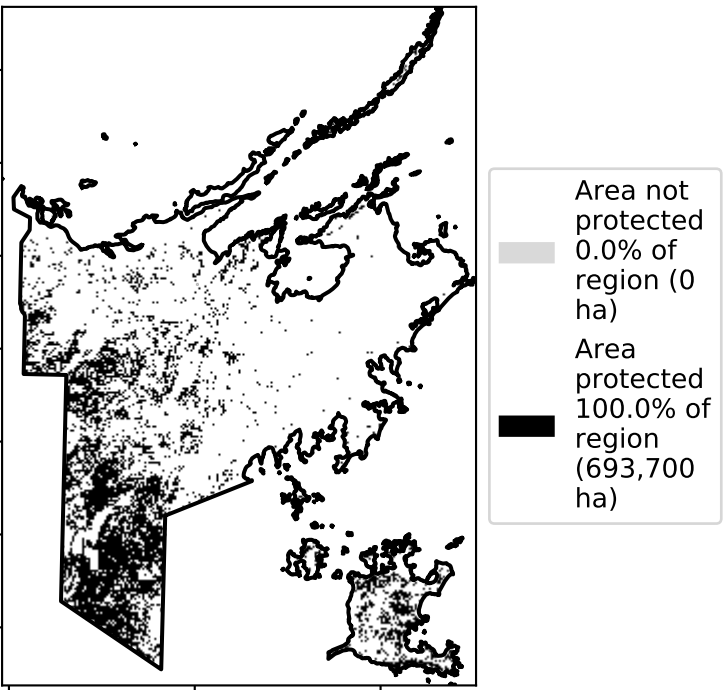 Area not
protected
0.0% of
region (0
ha)
Area
protected
100.0% of
region
(693,700
ha)